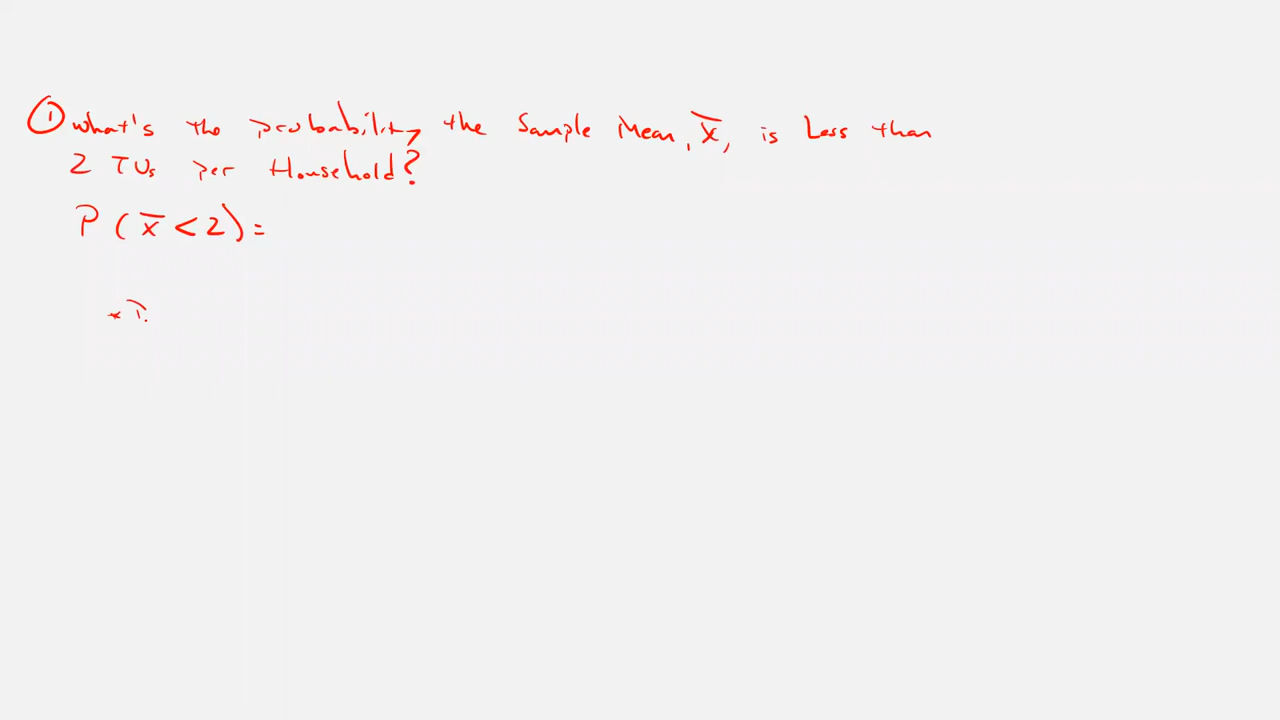 ① What's the probability the Sample Mean, x̅, is Less than
2 TVs per Household?
P(x̅<2)=